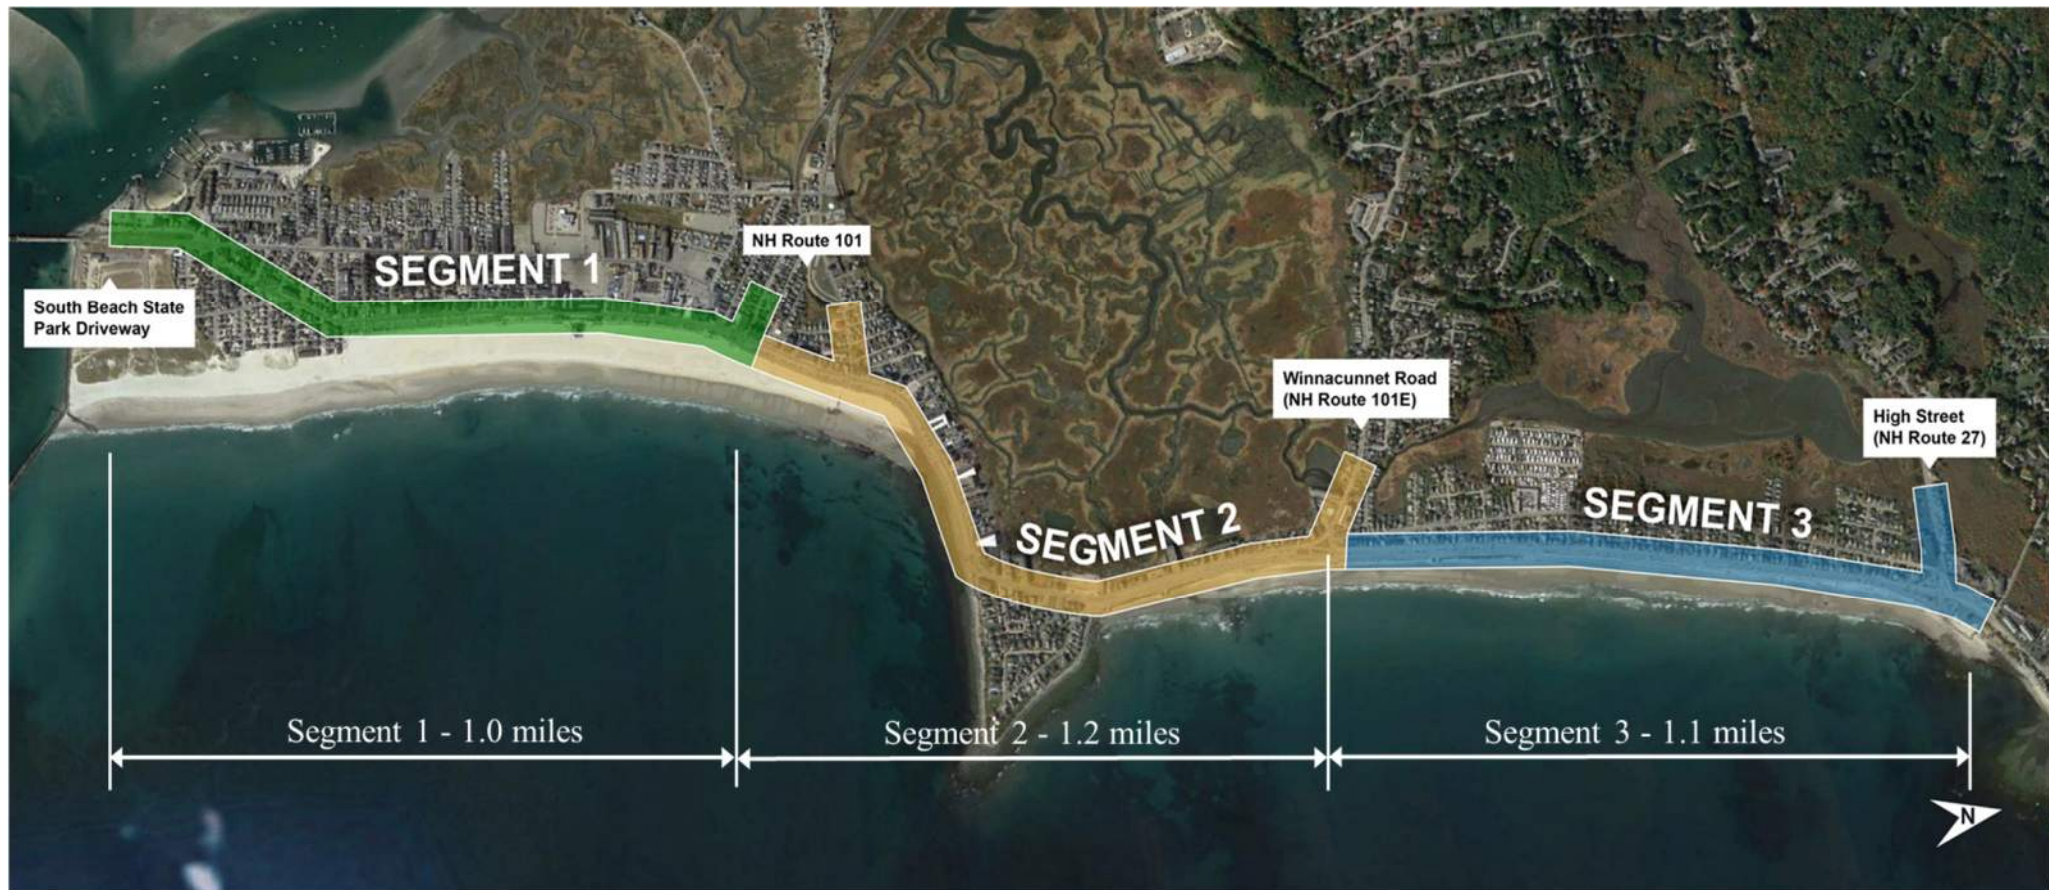 SEGMENT 1
NH Route 101
South Beach State
Park Driveway
Winnacunnet Road
(NH Route 101E)
High Street
(NH Route 27)
SEGMENT 2
SEGMENT 3
Segment 1 - 1.0 miles
Segment 2 - 1.2 miles
Segment 3 - 1.1 miles
N